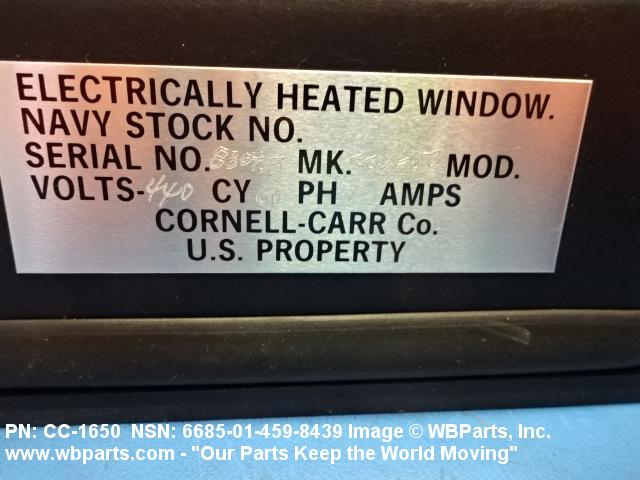 ELECTRICALLY HEATED WINDOW.
NAVY STOCK NO.
SERIAL NO. MK. MOD.
VOLTS-440 CY 60 PH AMPS
CORNELL-CARR Co.
U.S. PROPERTY
PN: CC-1650 NSN: 6685-01-459-8439 Image © WBParts, Inc.
www.wbparts.com - "Our Parts Keep the World Moving"